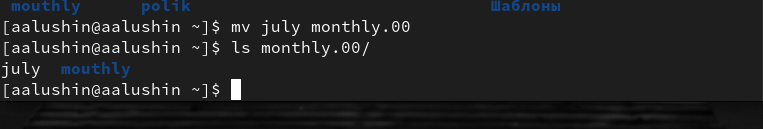 mouthly polik Шаблоны
[aalushin@aalushin ~]$ mv july monthly.00
[aalushin@aalushin ~]$ ls monthly.00/
july mouthly
[aalushin@aalushin ~]$